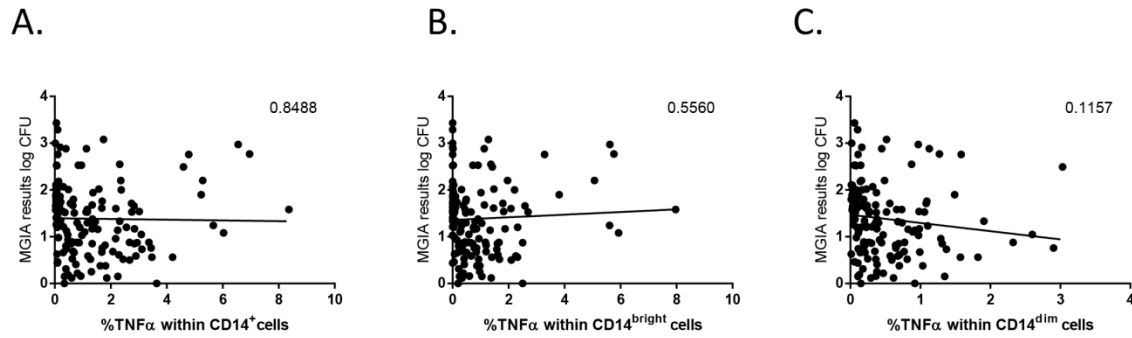 A.
B.
C.
0.8488
0.5560
0.1157
MGIA results log CFU
4
3
2
1
0
0 2 4 6 8 10
%TNFα within CD14⁺cells
MGIA results log CFU
4
3
2
1
0
0 2 4 6 8 10
%TNFα within CD14ᵇʳⁱᵍʰᵗ cells
MGIA results log CFU
4
3
2
1
0
0 1 2 3 4
%TNFα within CD14ᵈⁱᵐ cells